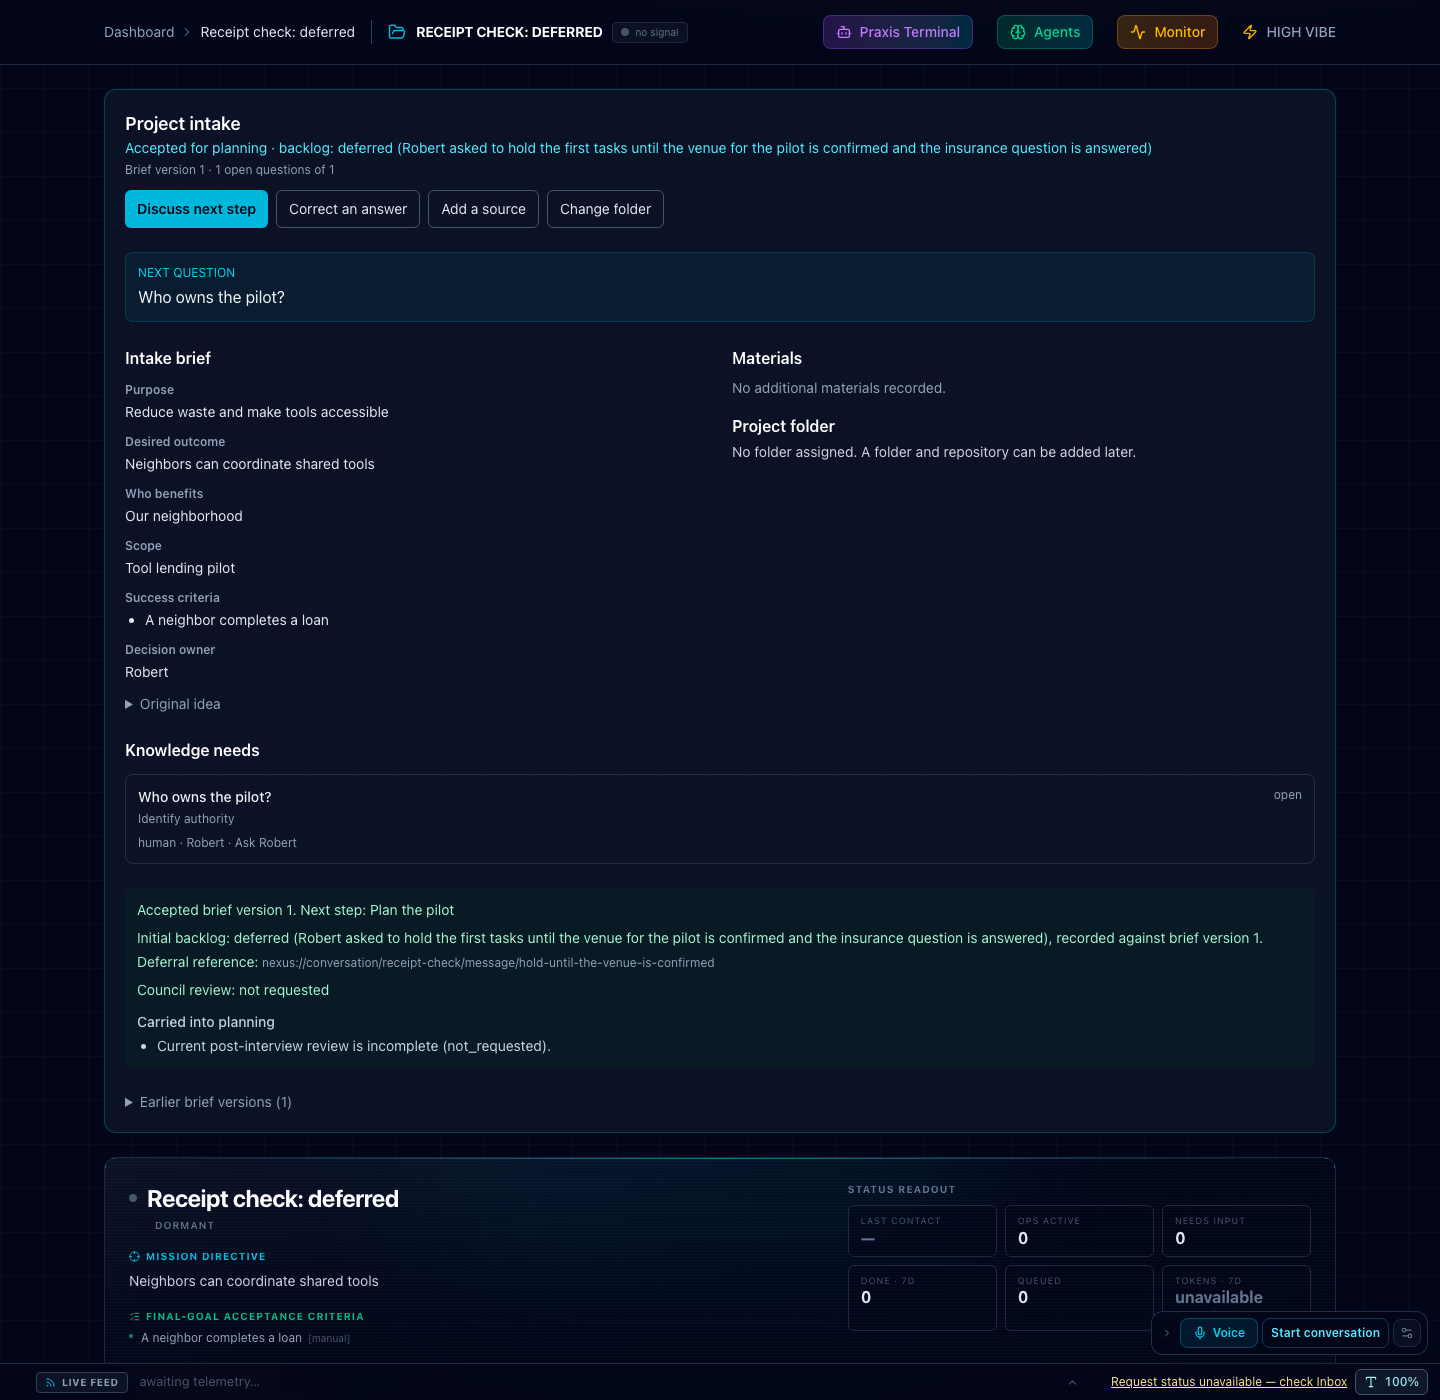 Dashboard > Receipt check: deferred
RECEIPT CHECK: DEFERRED
no signal
Praxis Terminal
Agents
Monitor
HIGH VIBE
Project intake
Accepted for planning · backlog: deferred (Robert asked to hold the first tasks until the venue for the pilot is confirmed and the insurance question is answered)
Brief version 1 · 1 open questions of 1
Discuss next step
Correct an answer
Add a source
Change folder
NEXT QUESTION
Who owns the pilot?
Intake brief
Purpose
Reduce waste and make tools accessible
Desired outcome
Neighbors can coordinate shared tools
Who benefits
Our neighborhood
Scope
Tool lending pilot
Success criteria
• A neighbor completes a loan
Decision owner
Robert
Original idea
Materials
No additional materials recorded.
Project folder
No folder assigned. A folder and repository can be added later.
Knowledge needs
Who owns the pilot?
open
Identify authority
human · Robert · Ask Robert
Accepted brief version 1. Next step: Plan the pilot
Initial backlog: deferred (Robert asked to hold the first tasks until the venue for the pilot is confirmed and the insurance question is answered), recorded against brief version 1.
Deferral reference: nexus://conversation/receipt-check/message/hold-until-the-venue-is-confirmed
Council review: not requested
Carried into planning
• Current post-interview review is incomplete (not_requested).
Earlier brief versions (1)
Receipt check: deferred
DORMANT
MISSION DIRECTIVE
Neighbors can coordinate shared tools
FINAL-GOAL ACCEPTANCE CRITERIA
* A neighbor completes a loan [manual]
STATUS READOUT
LAST CONTACT
—
OPS ACTIVE
0
NEEDS INPUT
0
DONE · 7D
0
QUEUED
0
TOKENS · 7D
unavailable
Voice
Start conversation
LIVE FEED
awaiting telemetry...
Request status unavailable — check Inbox
100%